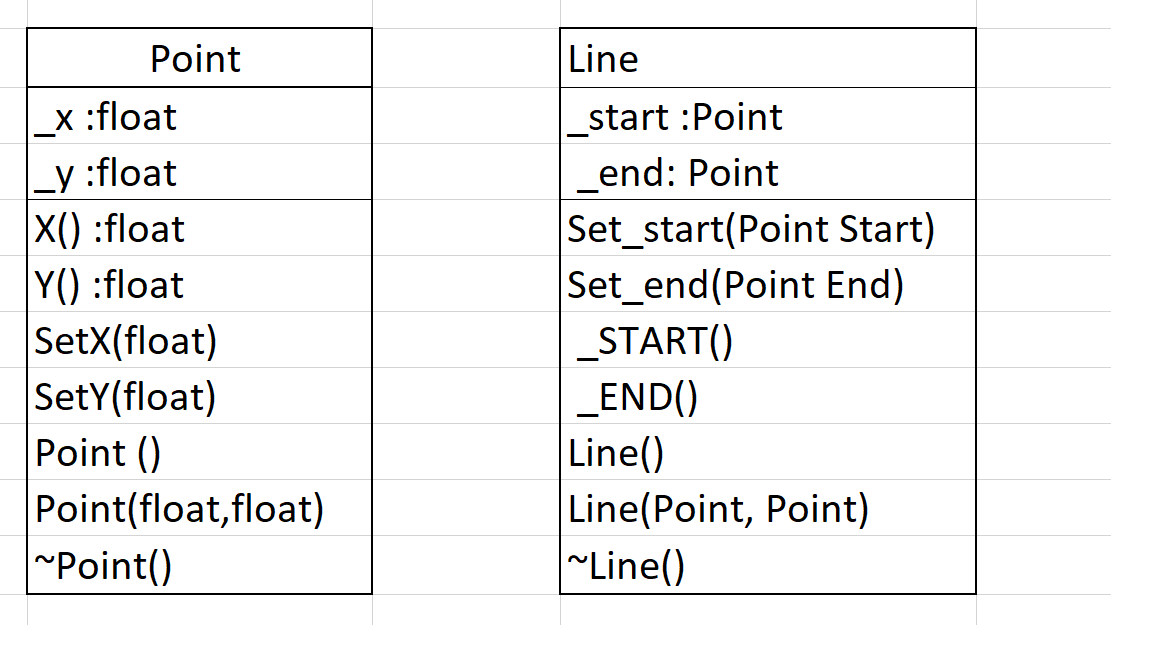 Point
_x :float
_y :float
X() :float
Y() :float
SetX(float)
SetY(float)
Point ()
Point(float,float)
~Point()
Line
_start :Point
_end: Point
Set_start(Point Start)
Set_end(Point End)
_START()
_END()
Line()
Line(Point, Point)
~Line()